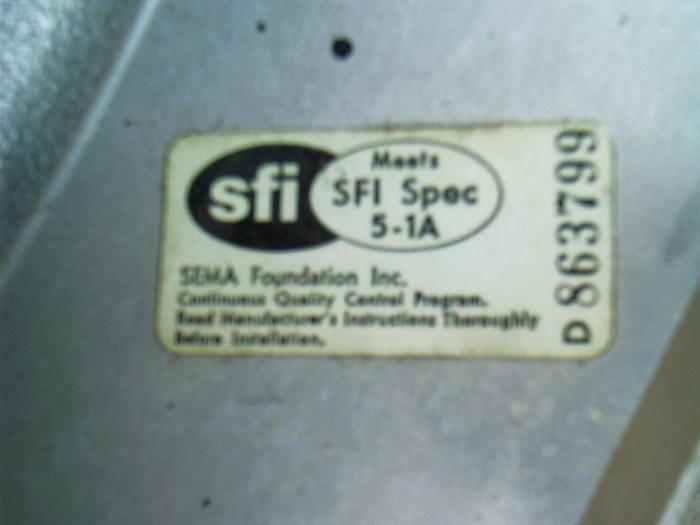 sfi
Meets
SFI Spec
5-1A
SEMA Foundation Inc.
Continuous Quality Control Program.
Read Manufacturer's Instructions Thoroughly
Before Installation.
D 863799